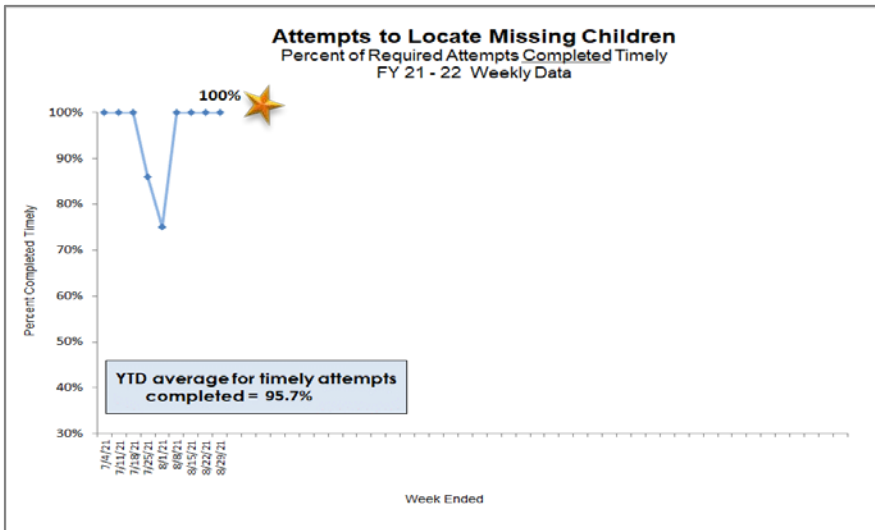 Attempts to Locate Missing Children
Percent of Required Attempts Completed Timely
FY 21 - 22 Weekly Data
100%
100%
90%
80%
70%
60%
50%
40%
30%
Percent Completed Timely
YTD average for timely attempts
completed = 95.7%
7/4/21
7/11/21
7/18/21
7/25/21
8/1/21
8/8/21
8/15/21
8/22/21
8/29/21
Week Ended